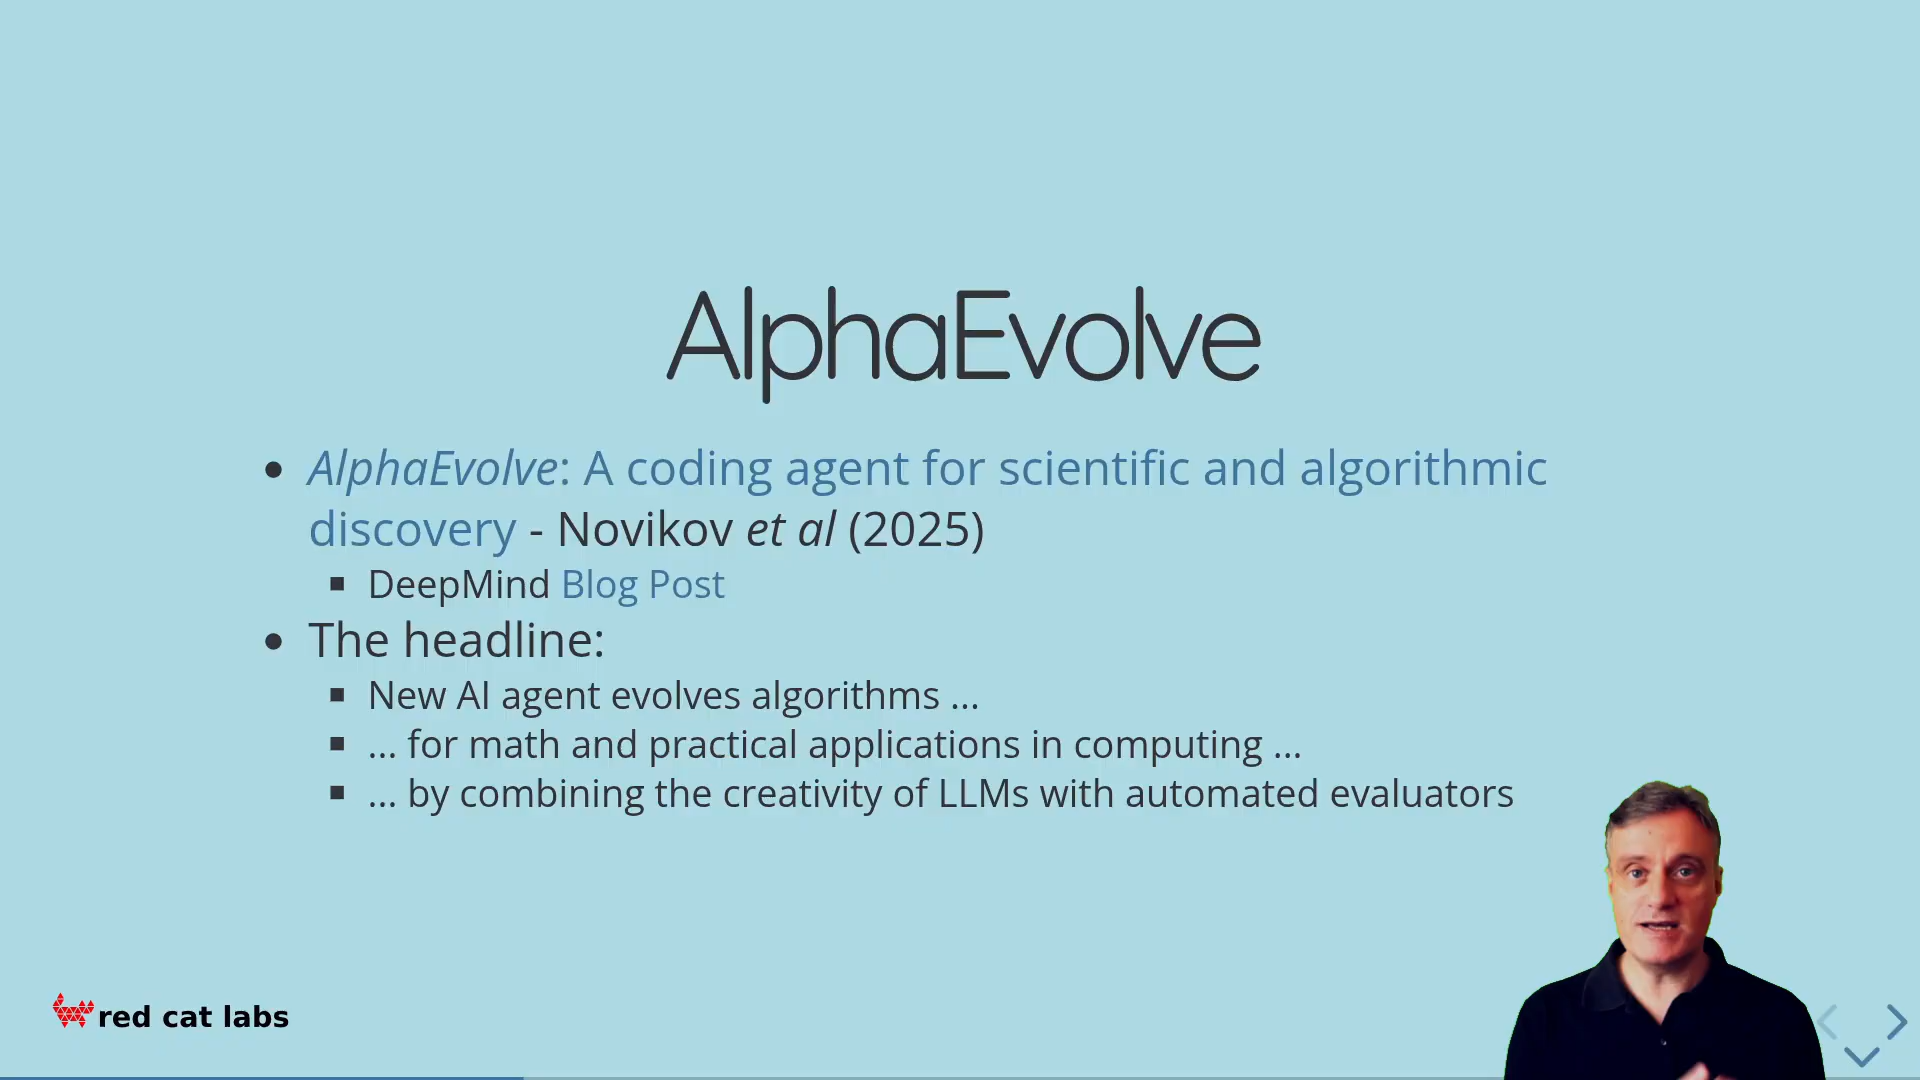 AlphaEvolve
AlphaEvolve: A coding agent for scientific and algorithmic
discovery - Novikov et al (2025)
DeepMind Blog Post
The headline:
New AI agent evolves algorithms ...
... for math and practical applications in computing ...
... by combining the creativity of LLMs with automated evaluators
red cat labs